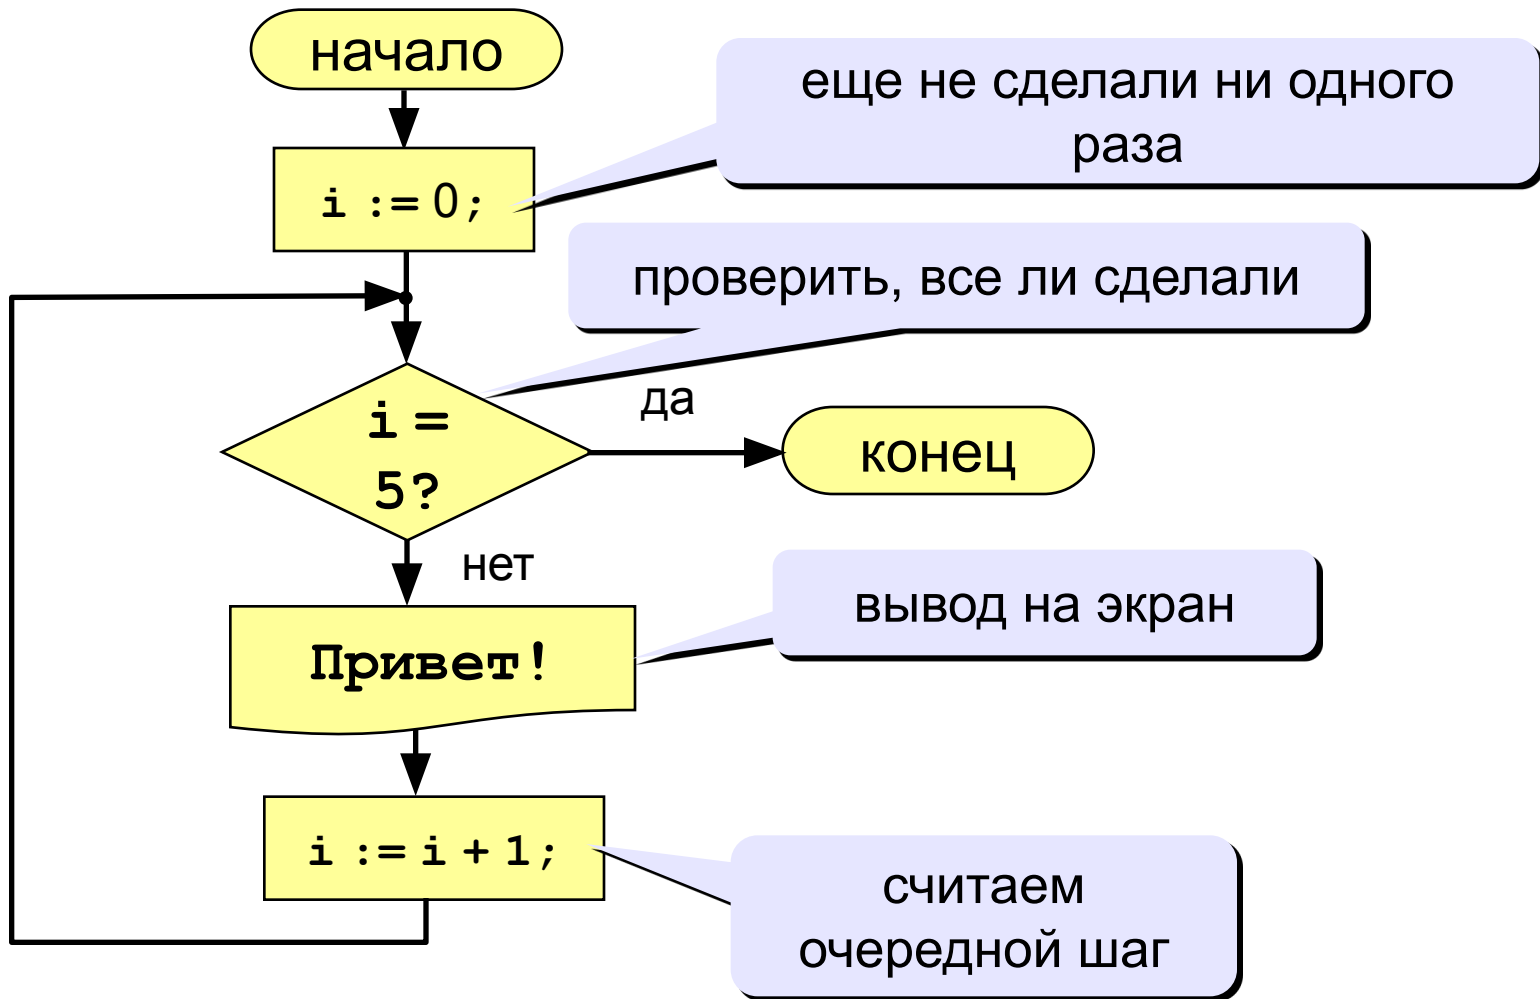 начало
еще не сделали ни одного
раза
i := 0;
проверить, все ли сделали
i =
5?
да
конец
нет
вывод на экран
Привет!
i := i + 1;
считаем
очередной шаг